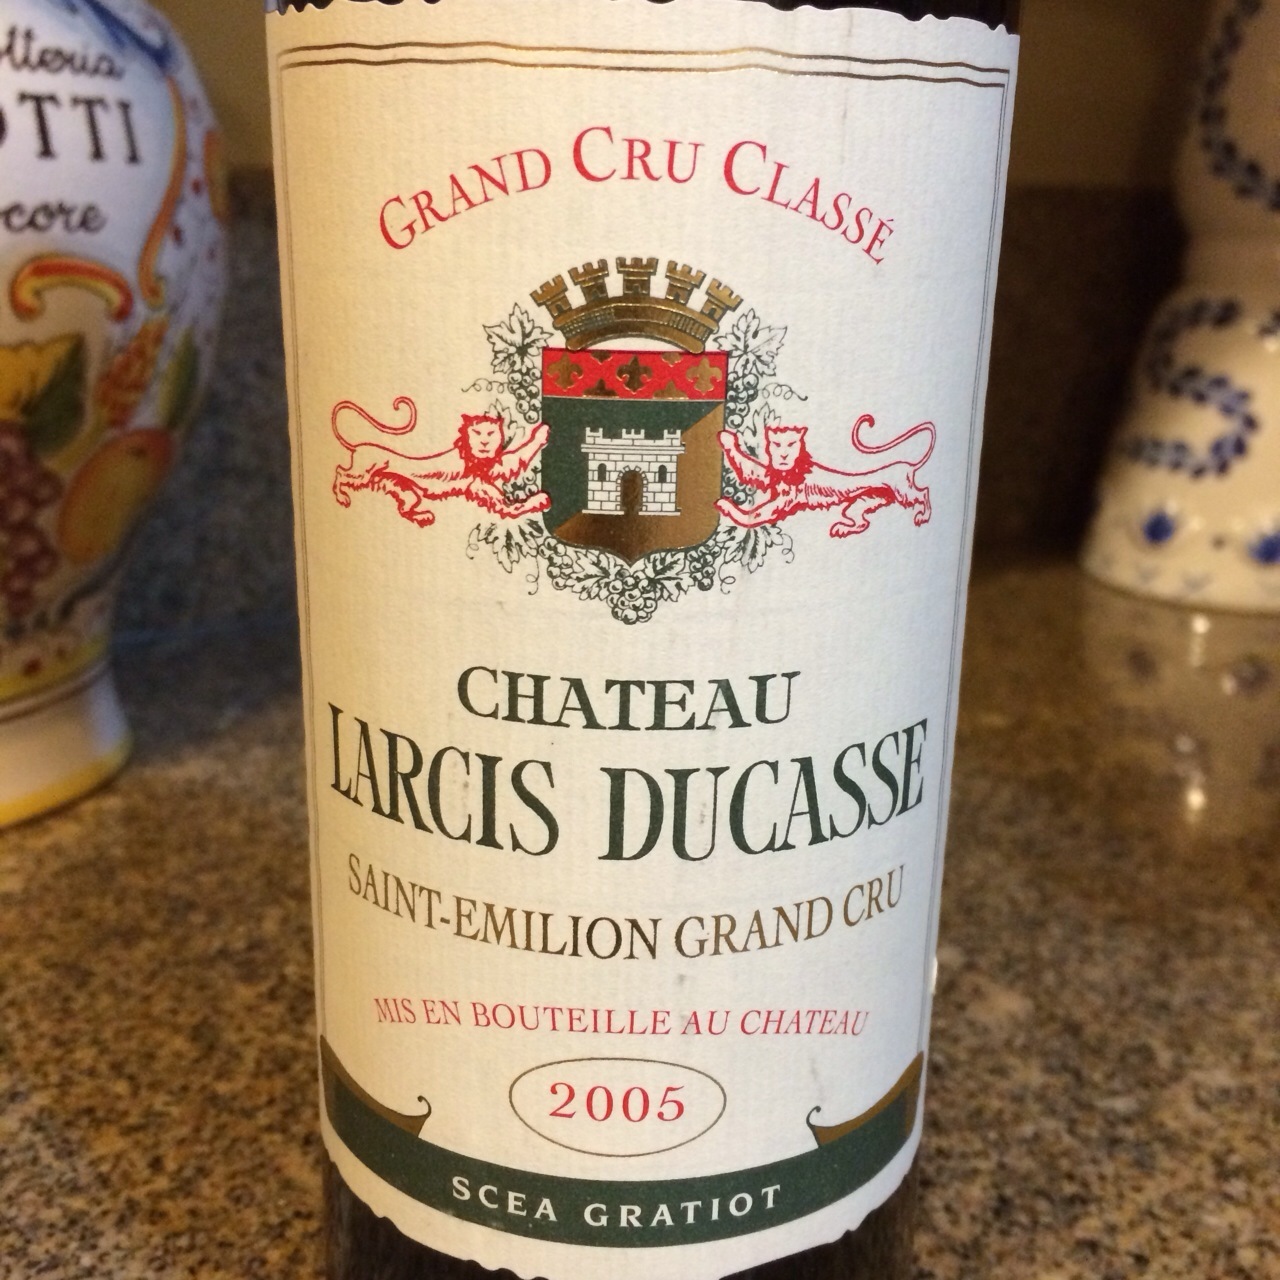 OTTI
core
GRAND CRU CLASSÉ
CHATEAU
LARCIS DUCASSE
SAINT-EMILION GRAND CRU
MIS EN BOUTEILLE AU CHATEAU
2005
SCEA GRATIOT